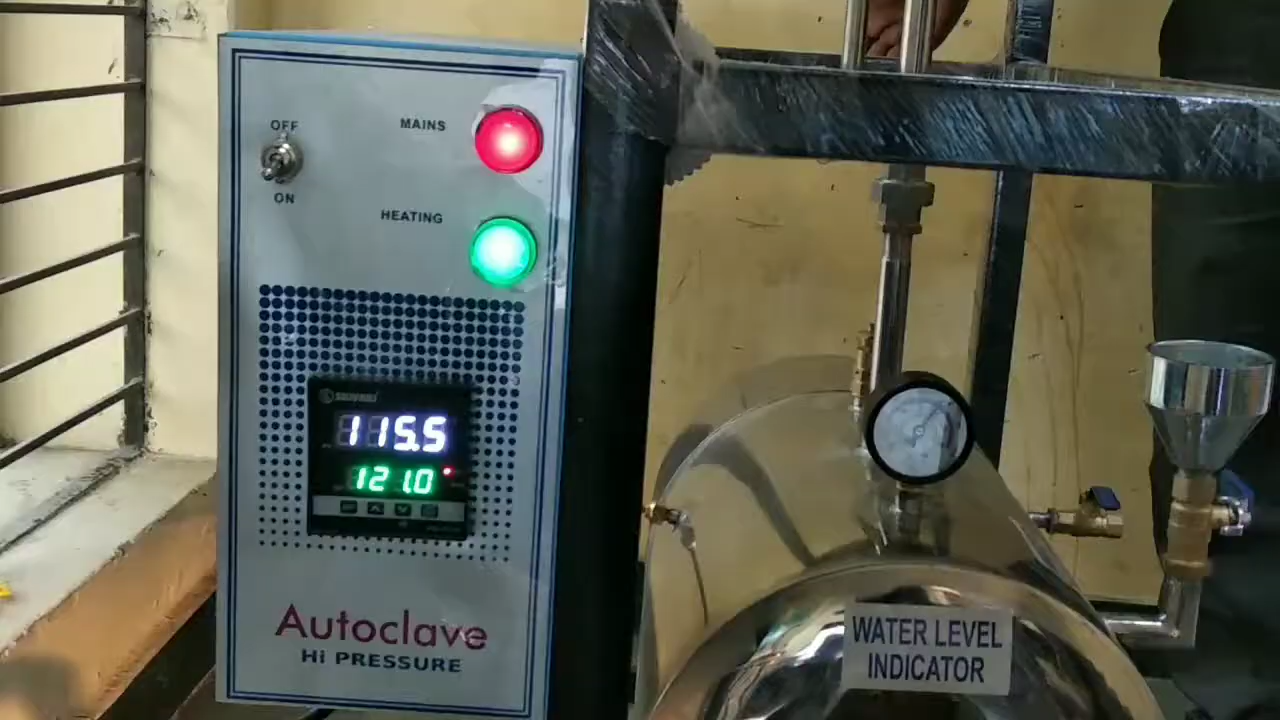 OFF
MAINS
ON
HEATING
115.5
121.0
Autoclave
Hi PRESSURE
WATER LEVEL
INDICATOR